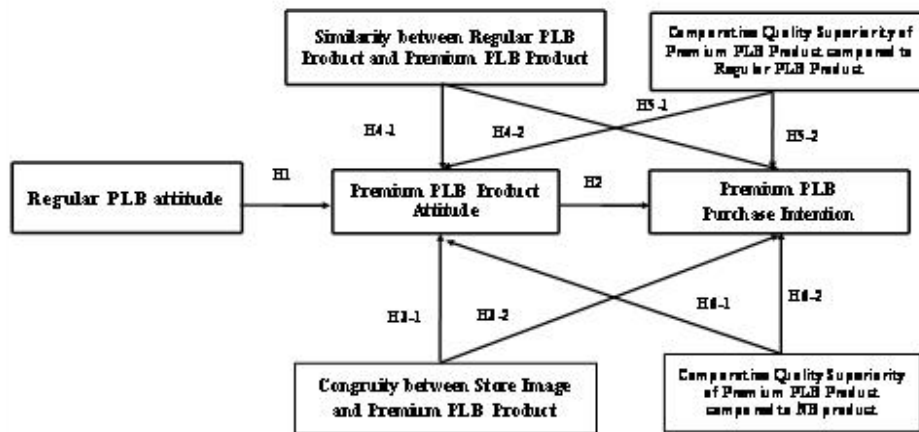 Similarity between Regular PLB
Product and Premium PLB Product
Comparative Quality Superiority of
Premium PLB Product compared to
Regular PLB Product
H5-1
H4-1
H4-2
H5-2
H1
H2
Regular PLB attitude
Premium PLB Product
Attitude
Premium PLB
Purchase Intention
H3-1
H3-2
H6-1
H6-2
Congruity between Store Image
and Premium PLB Product
Comparative Quality Superiority
of Premium PLB Product
compared to NB product